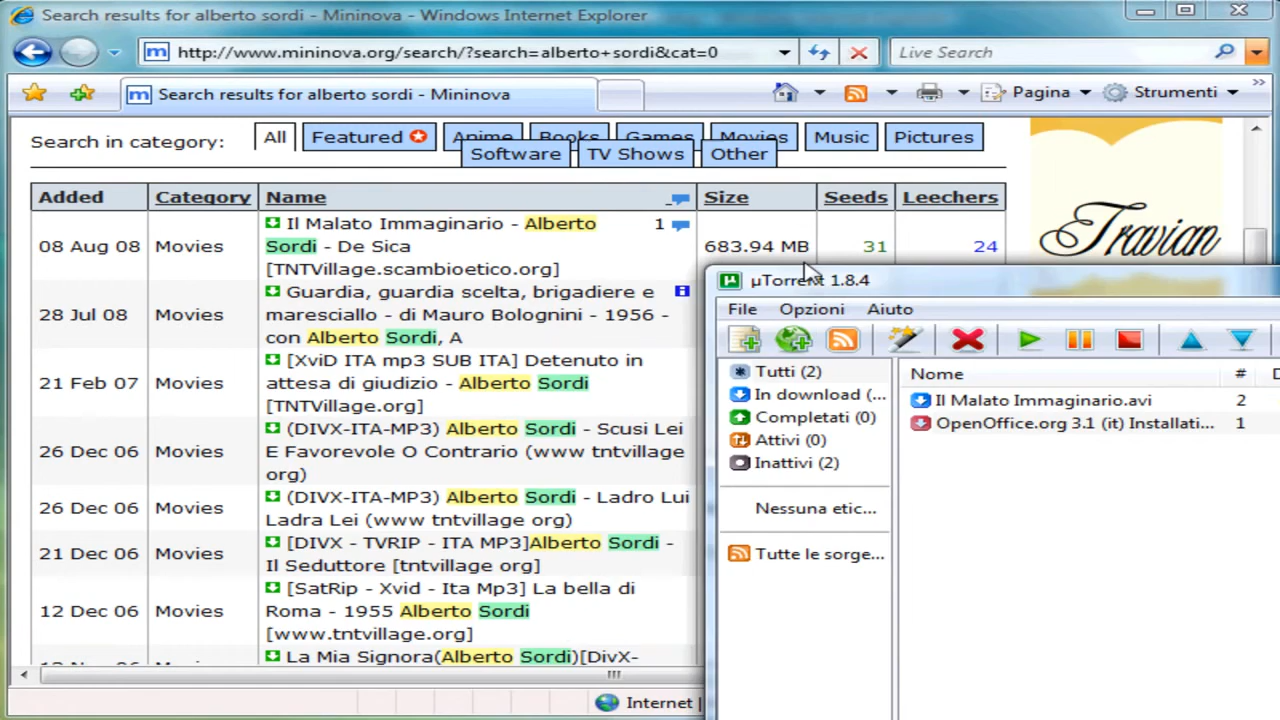 Search results for alberto sordi - Mininova - Windows Internet Explorer
http://www.mininova.org/search/?search=alberto+sordi&cat=0
Live Search
Search results for alberto sordi - Mininova
Pagina
Strumenti
Search in category:
All
Featured
Anime
Books
Games
Movies
Music
Pictures
Software
TV Shows
Other
Added Category Name Size Seeds Leechers
08 Aug 08 Movies Il Malato Immaginario - Alberto 1
Sordi - De Sica 683.94 MB 31 24
[TNTVillage.scambioetico.org]
Guardia, guardia scelta, brigadiere e
28 Jul 08 Movies maresciallo - di Mauro Bolognini - 1956 -
con Alberto Sordi, A
[XviD ITA mp3 SUB ITA] Detenuto in
21 Feb 07 Movies attesa di giudizio - Alberto Sordi
[TNTVillage.org]
(DIVX-ITA-MP3) Alberto Sordi - Scusi Lei
26 Dec 06 Movies E Favorevole O Contrario (www tntvillage
org)
(DIVX-ITA-MP3) Alberto Sordi - Ladro Lui
26 Dec 06 Movies Ladra Lei (www tntvillage org)
21 Dec 06 Movies [DIVX - TVRIP - ITA MP3]Alberto Sordi -
Il Seduttore [tntvillage org]
[SatRip - Xvid - Ita Mp3] La bella di
12 Dec 06 Movies Roma - 1955 Alberto Sordi
[www.tntvillage.org]
La Mia Signora(Alberto Sordi)[DivX-
Internet
Travian
µTorrent 1.8.4
File Opzioni Aiuto
Tutti (2)
In download (...
Completati (0)
Attivi (0)
Inattivi (2)
Nessuna etic...
Tutte le sorge...
Nome #
Il Malato Immaginario.avi 2
OpenOffice.org 3.1 (it) Installati... 1